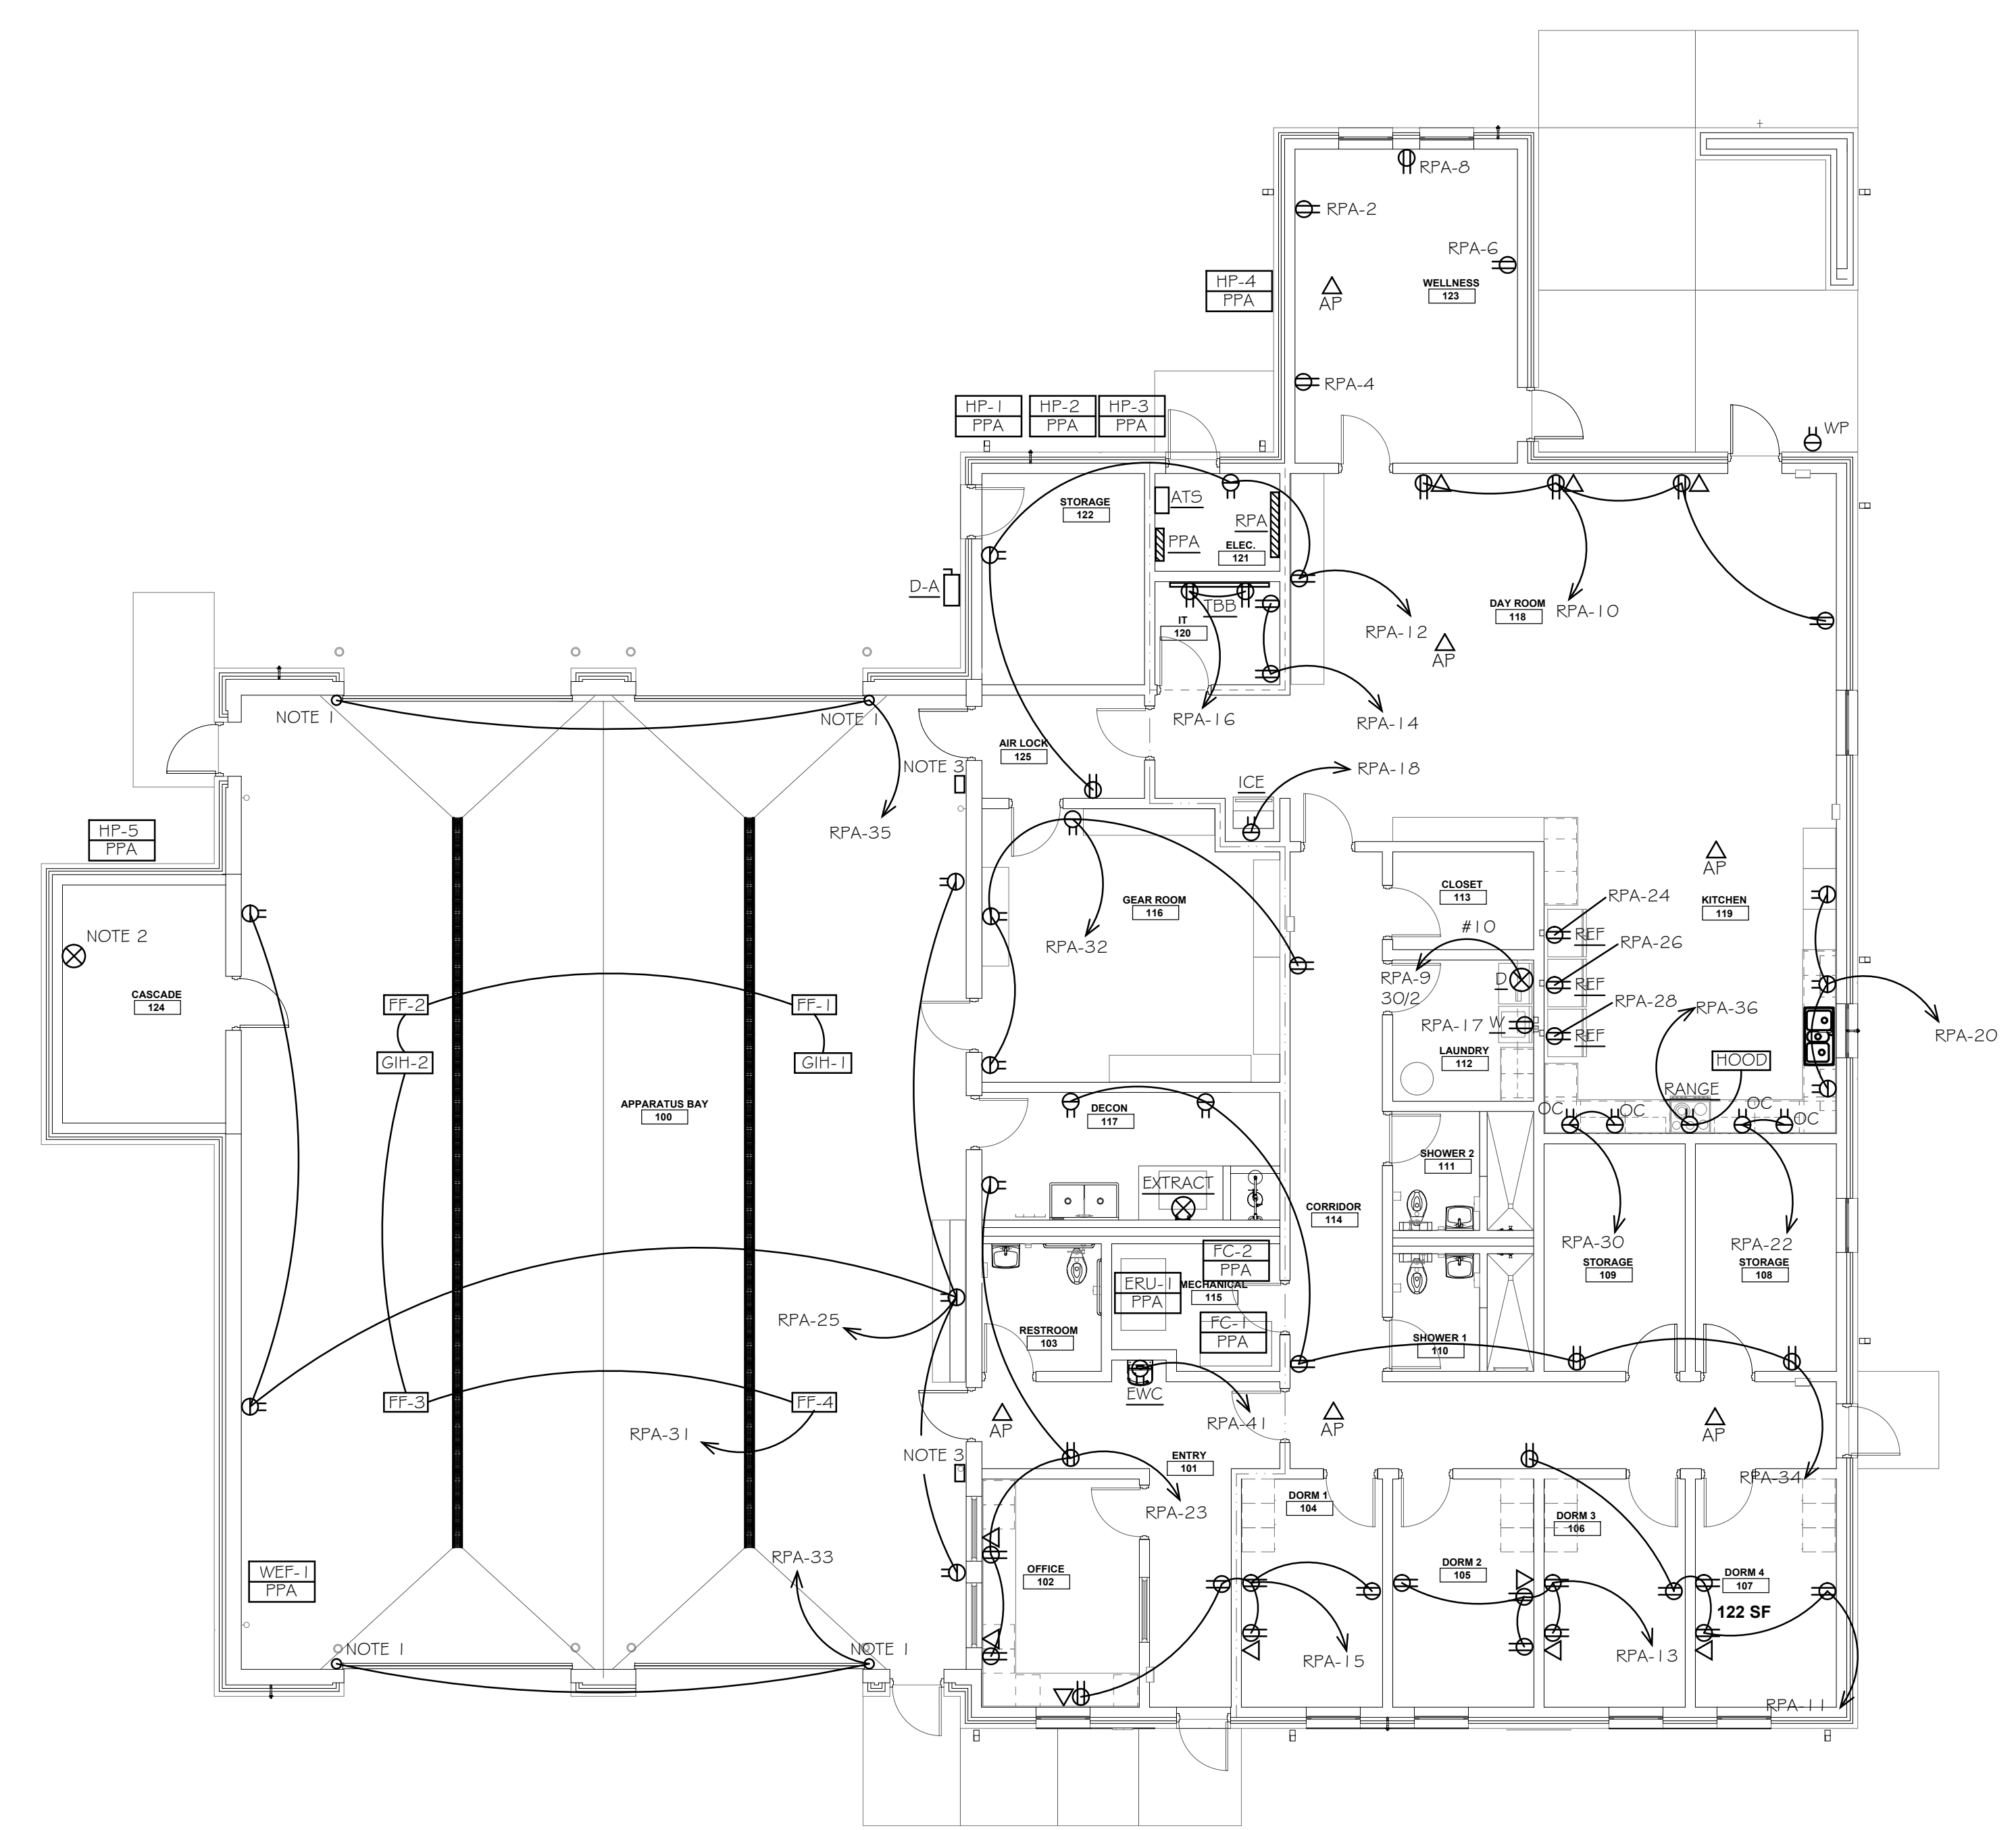 RPA-8
RPA-2
RPA-6
HP-4
PPA
AP
WELLNESS
123
RPA-4
HP-1
PPA
HP-2
PPA
HP-3
PPA
WP
STORAGE
122
ATS
RPA
PPA
ELEC.
121
D-A
TBB
IT
120
RPA-12
DAY ROOM
118
RPA-10
AP
NOTE 1
NOTE 1
RPA-16
RPA-14
AIR LOCK
125
NOTE 3
ICE
RPA-18
HP-5
PPA
RPA-35
AP
CLOSET
113
GEAR ROOM
116
RPA-24
KITCHEN
119
NOTE 2
RPA-32
#10
REF
RPA-26
CASCADE
124
FF-2
FF-1
RPA-9
30/2
D
REF
RPA-28
RPA-36
RPA-17
W
REF
RPA-20
GIH-2
GIH-1
LAUNDRY
112
HOOD
RANGE
APPARATUS BAY
100
DECON
117
OC
OC
OC
OC
SHOWER 2
111
EXTRACT
CORRIDOR
114
RPA-30
RPA-22
FC-2
PPA
STORAGE
109
STORAGE
108
ERU-1
PPA
MECHANICAL
115
RPA-25
RESTROOM
103
FC-1
PPA
SHOWER 1
110
FF-3
FF-4
EWC
RPA-41
AP
AP
AP
RPA-31
NOTE 3
ENTRY
101
RPA-34
RPA-23
DORM 1
104
DORM 3
106
RPA-33
WEF-1
PPA
OFFICE
102
DORM 2
105
DORM 4
107
122 SF
NOTE 1
NOTE 1
RPA-15
RPA-13
RPA-11